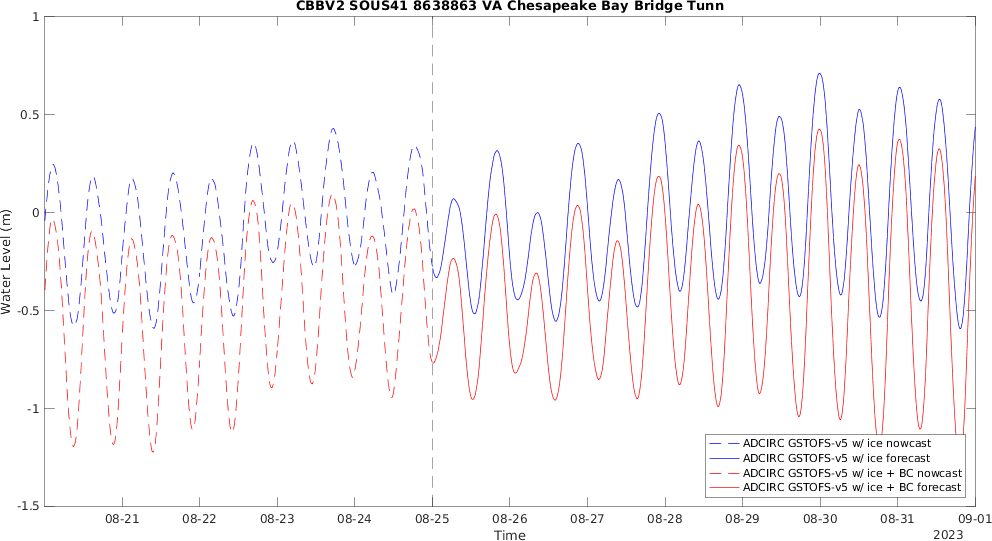 CBBV2 SOUS41 8638863 VA Chesapeake Bay Bridge Tunn
1
0.5
0
-0.5
-1
-1.5
Water Level (m)
ADCIRC GSTOFS-v5 w/ ice nowcast
ADCIRC GSTOFS-v5 w/ ice forecast
ADCIRC GSTOFS-v5 w/ ice + BC nowcast
ADCIRC GSTOFS-v5 w/ ice + BC forecast
08-21 08-22 08-23 08-24 08-25 08-26 08-27 08-28 08-29 08-30 08-31 09-01
Time
2023